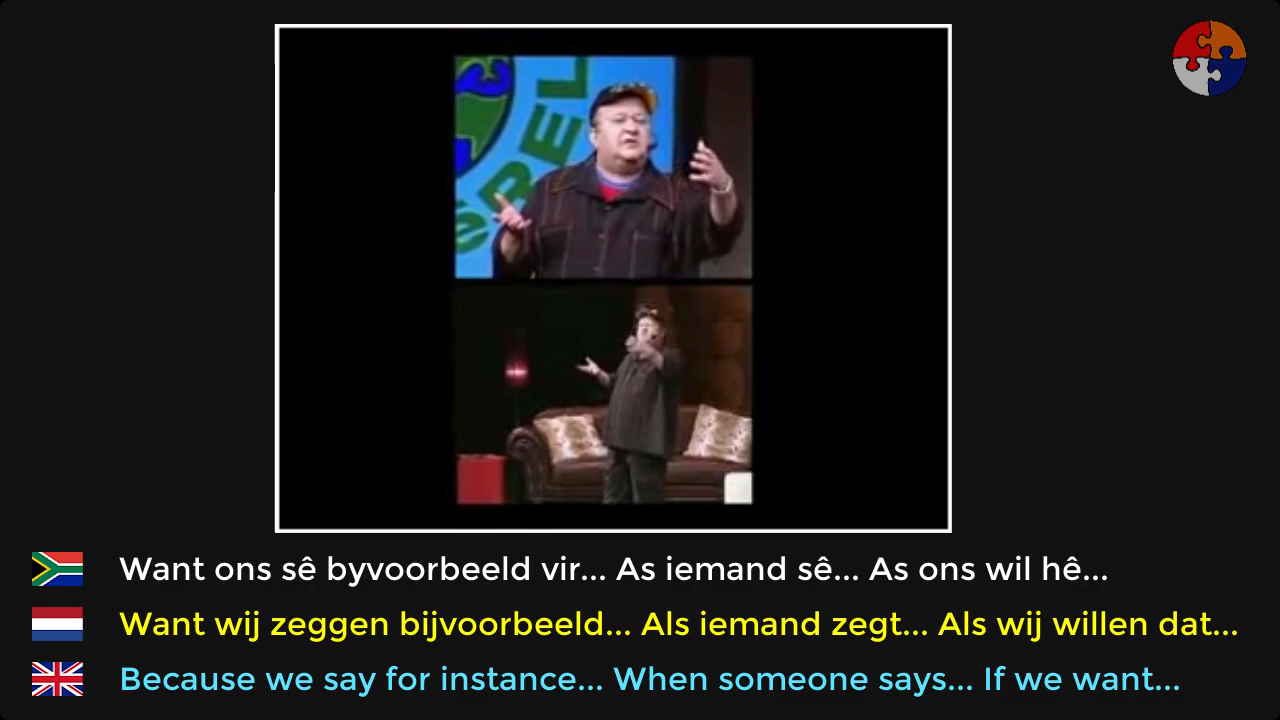 ëREL
Want ons sê byvoorbeeld vir... As iemand sê... As ons wil hê...
Want wij zeggen bijvoorbeeld... Als iemand zegt... Als wij willen dat...
Because we say for instance... When someone says... If we want...